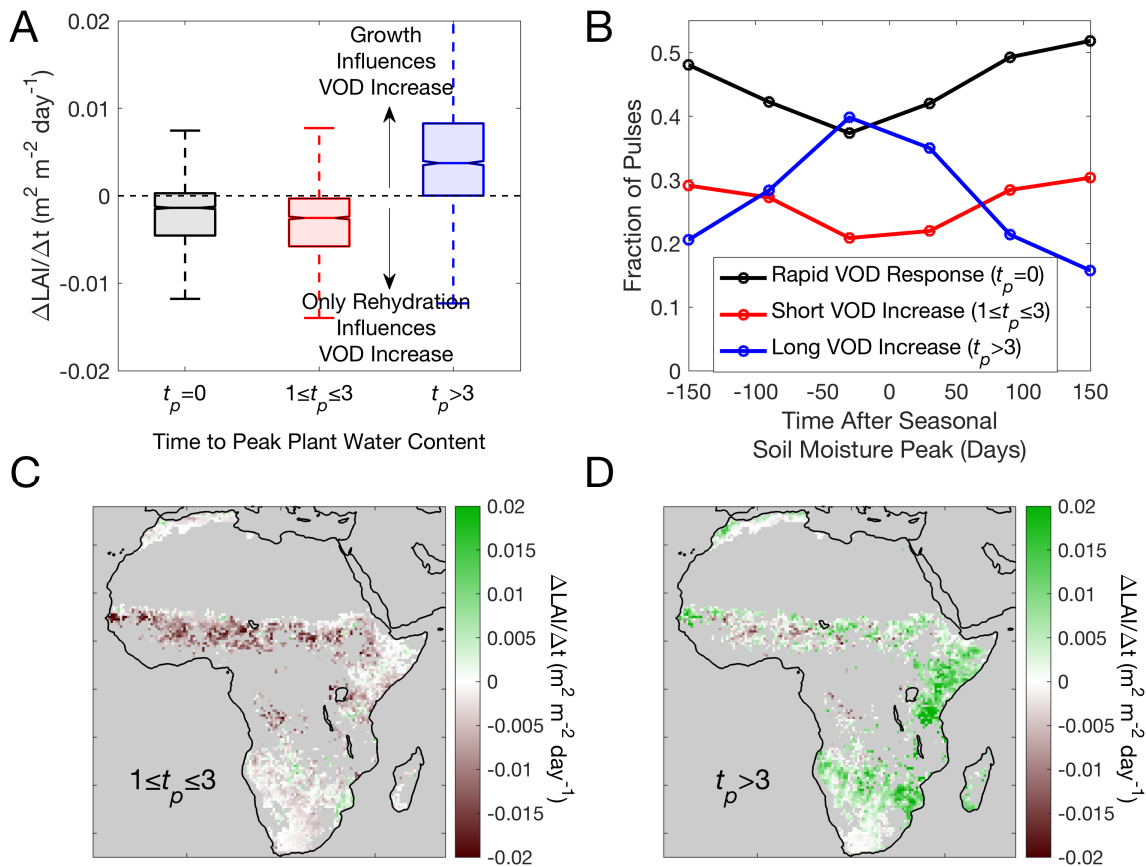 A
ΔLAI/Δt (m² m⁻² day⁻¹)
0.02
0.01
0
-0.01
-0.02
Growth
Influences
VOD Increase
Only Rehydration
Influences
VOD Increase
t_p=0
1≤t_p≤3
t_p>3
Time to Peak Plant Water Content
B
Fraction of Pulses
0.5
0.4
0.3
0.2
0.1
0
Rapid VOD Response (t_p=0)
Short VOD Increase (1≤t_p≤3)
Long VOD Increase (t_p>3)
-150
-100
-50
0
50
100
150
Time After Seasonal
Soil Moisture Peak (Days)
C
1≤t_p≤3
0.02
0.015
0.01
0.005
0
-0.005
-0.01
-0.015
-0.02
ΔLAI/Δt (m² m⁻² day⁻¹)
D
t_p>3
0.02
0.015
0.01
0.005
0
-0.005
-0.01
-0.015
-0.02
ΔLAI/Δt (m² m⁻² day⁻¹)